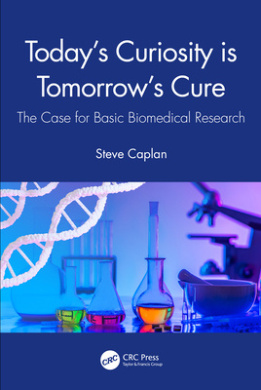 Today's Curiosity is
Tomorrow's Cure
The Case for Basic Biomedical Research
Steve Caplan
CRC
CRC Press
Taylor & Francis Group